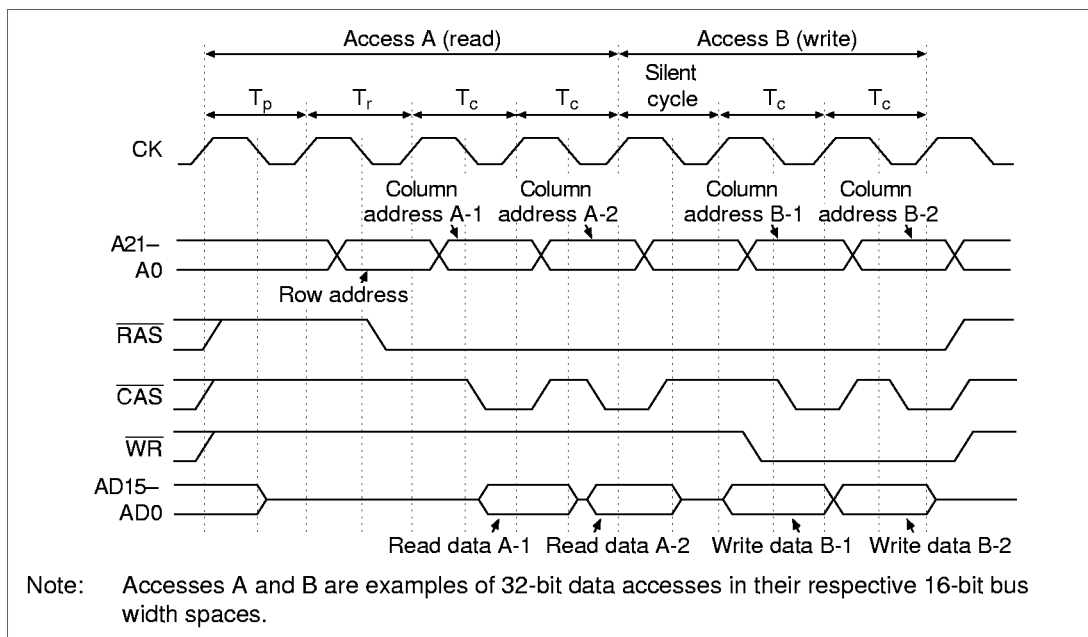 Access A (read) Access B (write)
Silent
cycle
Tp Tr Tc Tc Tc Tc
CK
Column Column Column Column
address A-1 address A-2 address B-1 address B-2
A21–
A0
Row address
RAS
CAS
WR
AD15–
AD0
Read data A-1 Read data A-2 Write data B-1 Write data B-2
Note: Accesses A and B are examples of 32-bit data accesses in their respective 16-bit bus
width spaces.